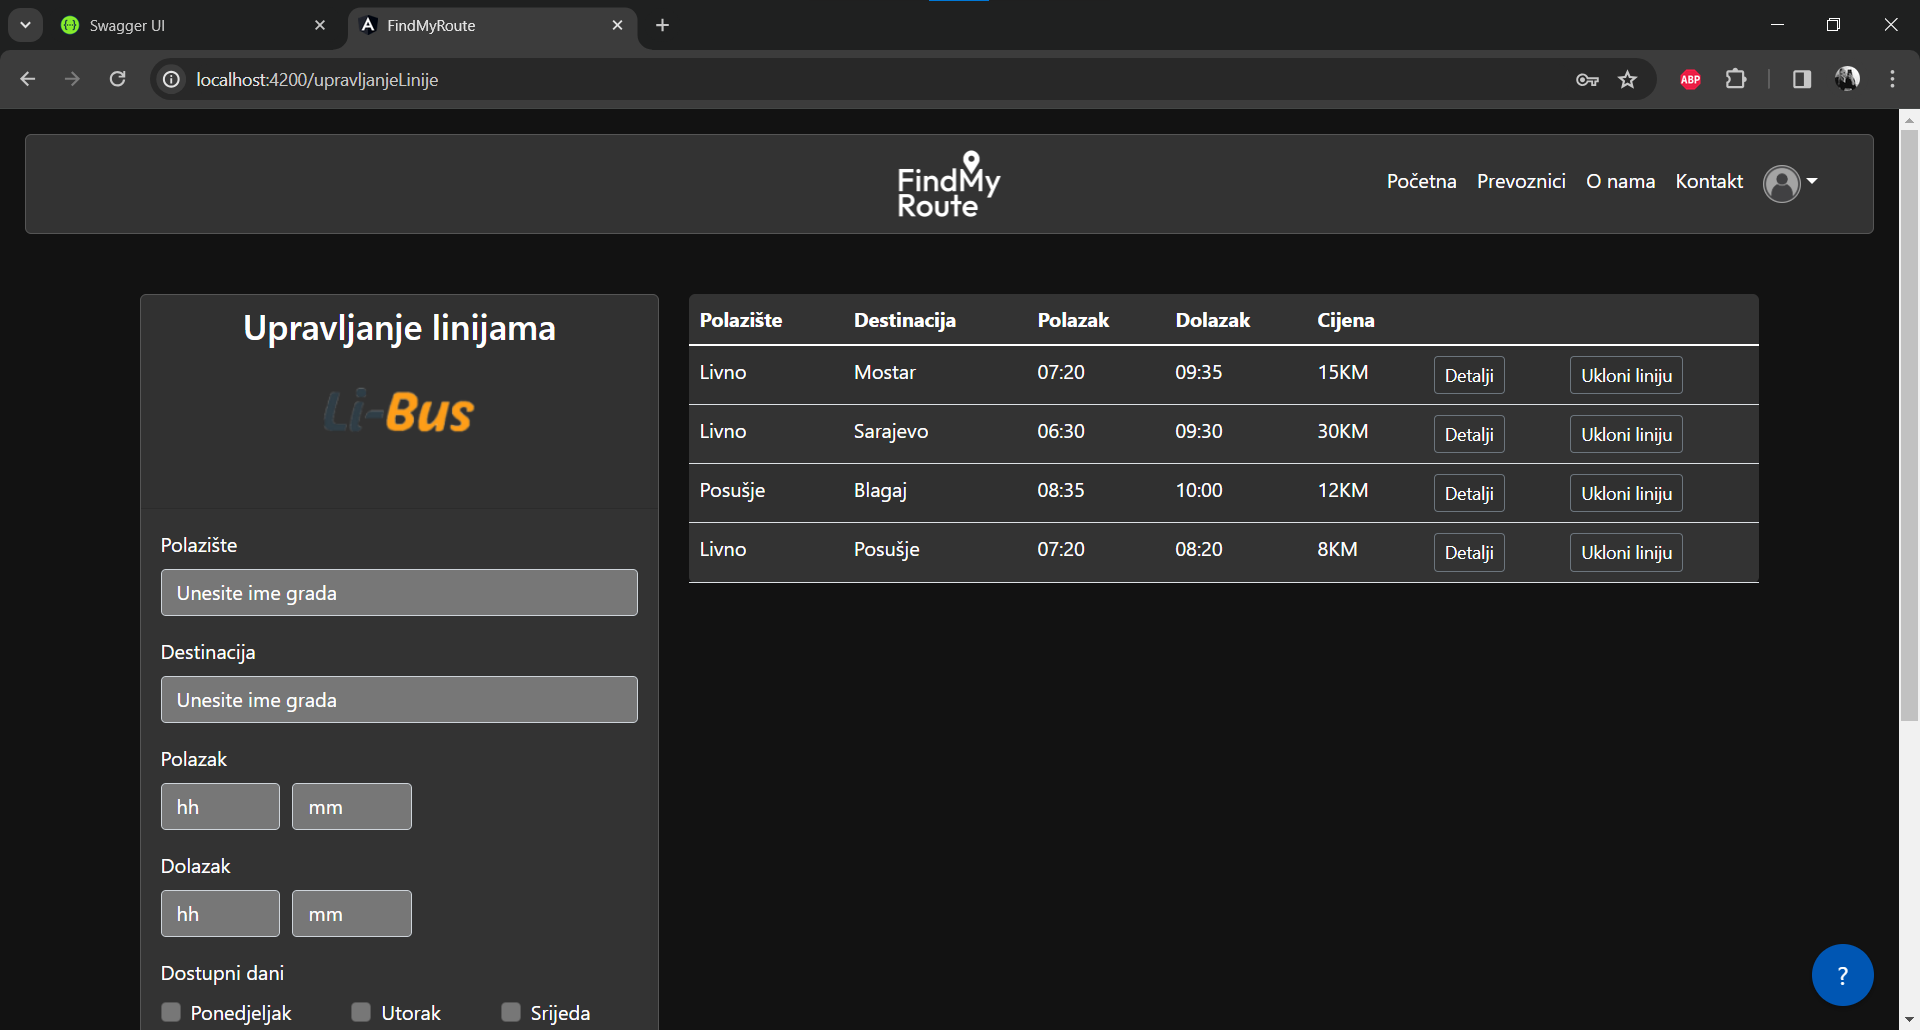 Swagger UI
FindMyRoute
localhost:4200/upravljanjeLinije
ABP
FindMy
Route
Početna Prevoznici O nama Kontakt
Upravljanje linijama
Li-Bus
Polazište
Unesite ime grada
Destinacija
Unesite ime grada
Polazak
hh mm
Dolazak
hh mm
Dostupni dani
Ponedjeljak Utorak Srijeda
Polazište Destinacija Polazak Dolazak Cijena
Livno Mostar 07:20 09:35 15KM Detalji Ukloni liniju
Livno Sarajevo 06:30 09:30 30KM Detalji Ukloni liniju
Posušje Blagaj 08:35 10:00 12KM Detalji Ukloni liniju
Livno Posušje 07:20 08:20 8KM Detalji Ukloni liniju
?